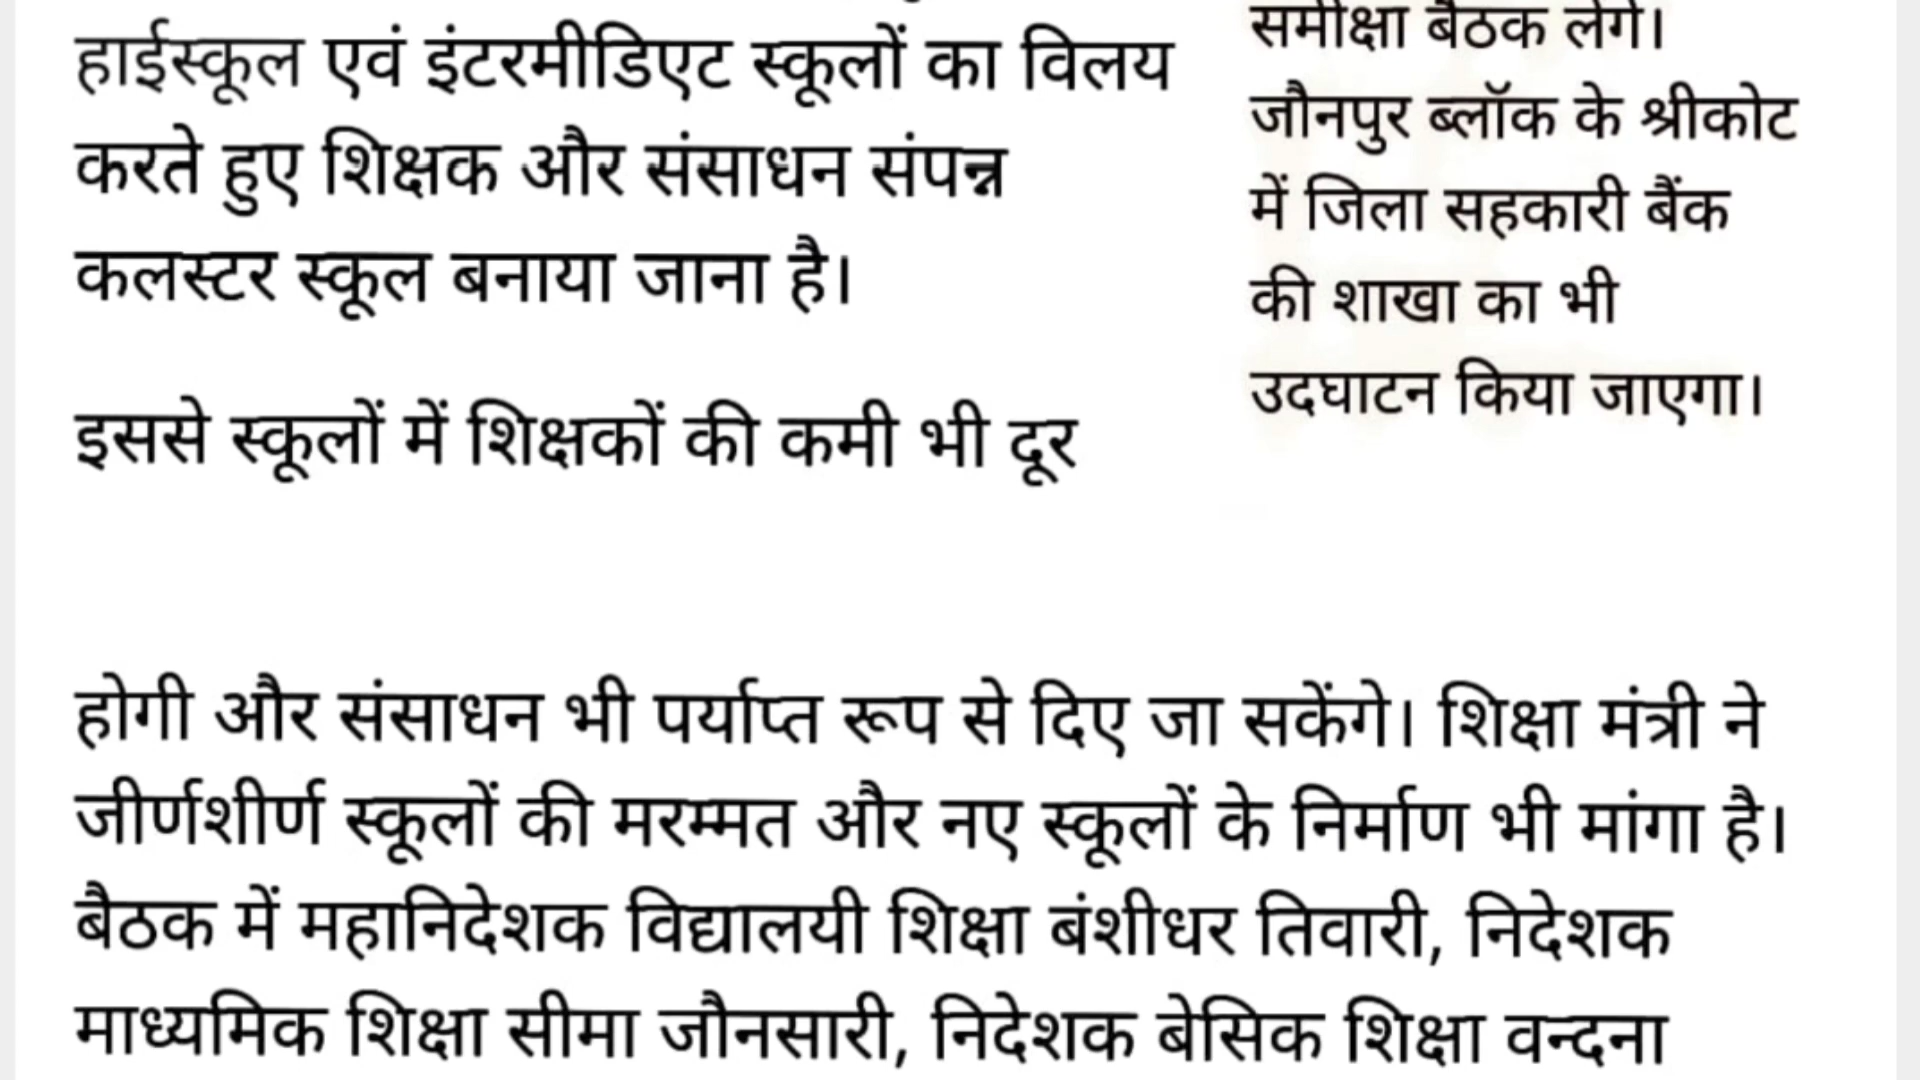 हाईस्कूल एवं इंटरमीडिएट स्कूलों का विलय
करते हुए शिक्षक और संसाधन संपन्न
कलस्टर स्कूल बनाया जाना है।
इससे स्कूलों में शिक्षकों की कमी भी दूर
समीक्षा बैठक लेंगे।
जौनपुर ब्लॉक के श्रीकोट
में जिला सहकारी बैंक
की शाखा का भी
उदघाटन किया जाएगा।
होगी और संसाधन भी पर्याप्त रूप से दिए जा सकेंगे। शिक्षा मंत्री ने
जीर्णशीर्ण स्कूलों की मरम्मत और नए स्कूलों के निर्माण भी मांगा है।
बैठक में महानिदेशक विद्यालयी शिक्षा बंशीधर तिवारी, निदेशक
माध्यमिक शिक्षा सीमा जौनसारी, निदेशक बेसिक शिक्षा वन्दना